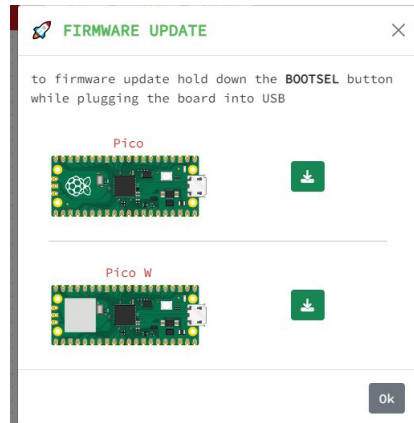 FIRMWARE UPDATE
to firmware update hold down the BOOTSEL button
while plugging the board into USB
Pico
Pico W
Ok